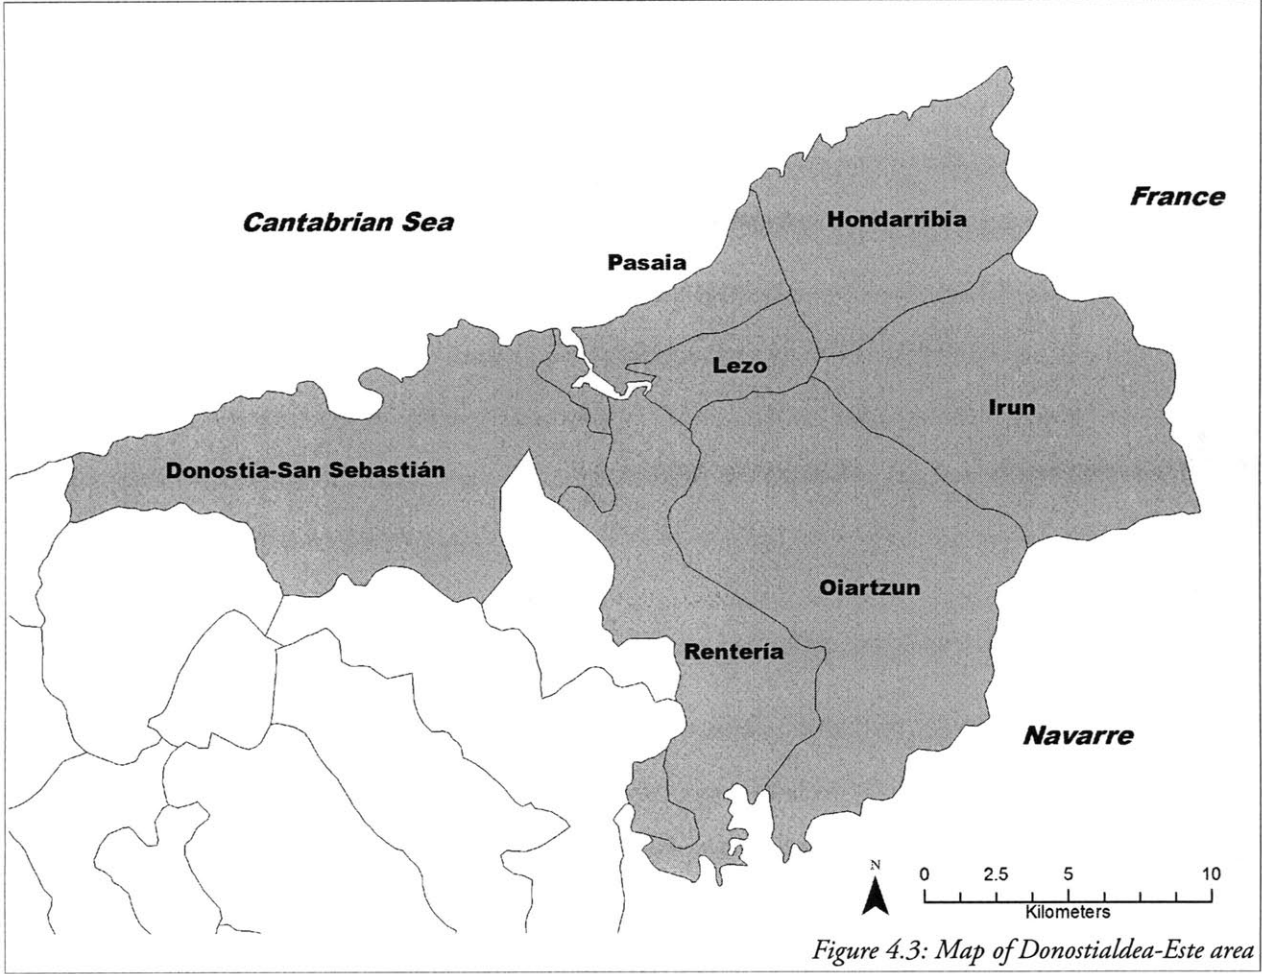 France
Cantabrian Sea
Hondarribia
Pasaia
Lezo
Irun
Donostia-San Sebastián
Oiartzun
Rentería
Navarre
N
0 2.5 5 10
Kilometers
Figure 4.3: Map of Donostialdea-Este area